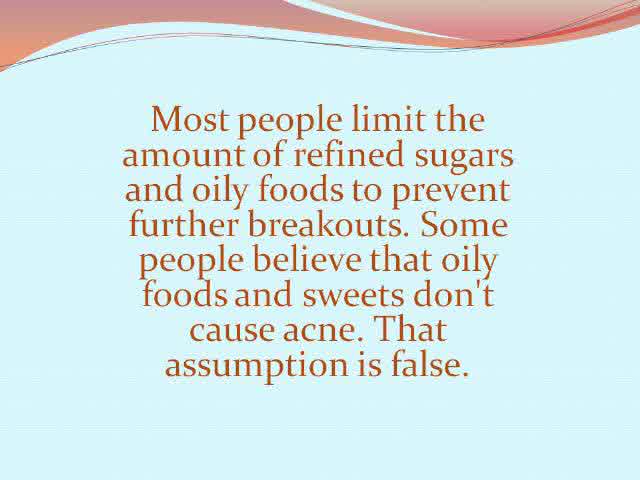 Most people limit the
amount of refined sugars
and oily foods to prevent
further breakouts. Some
people believe that oily
foods and sweets don't
cause acne. That
assumption is false.